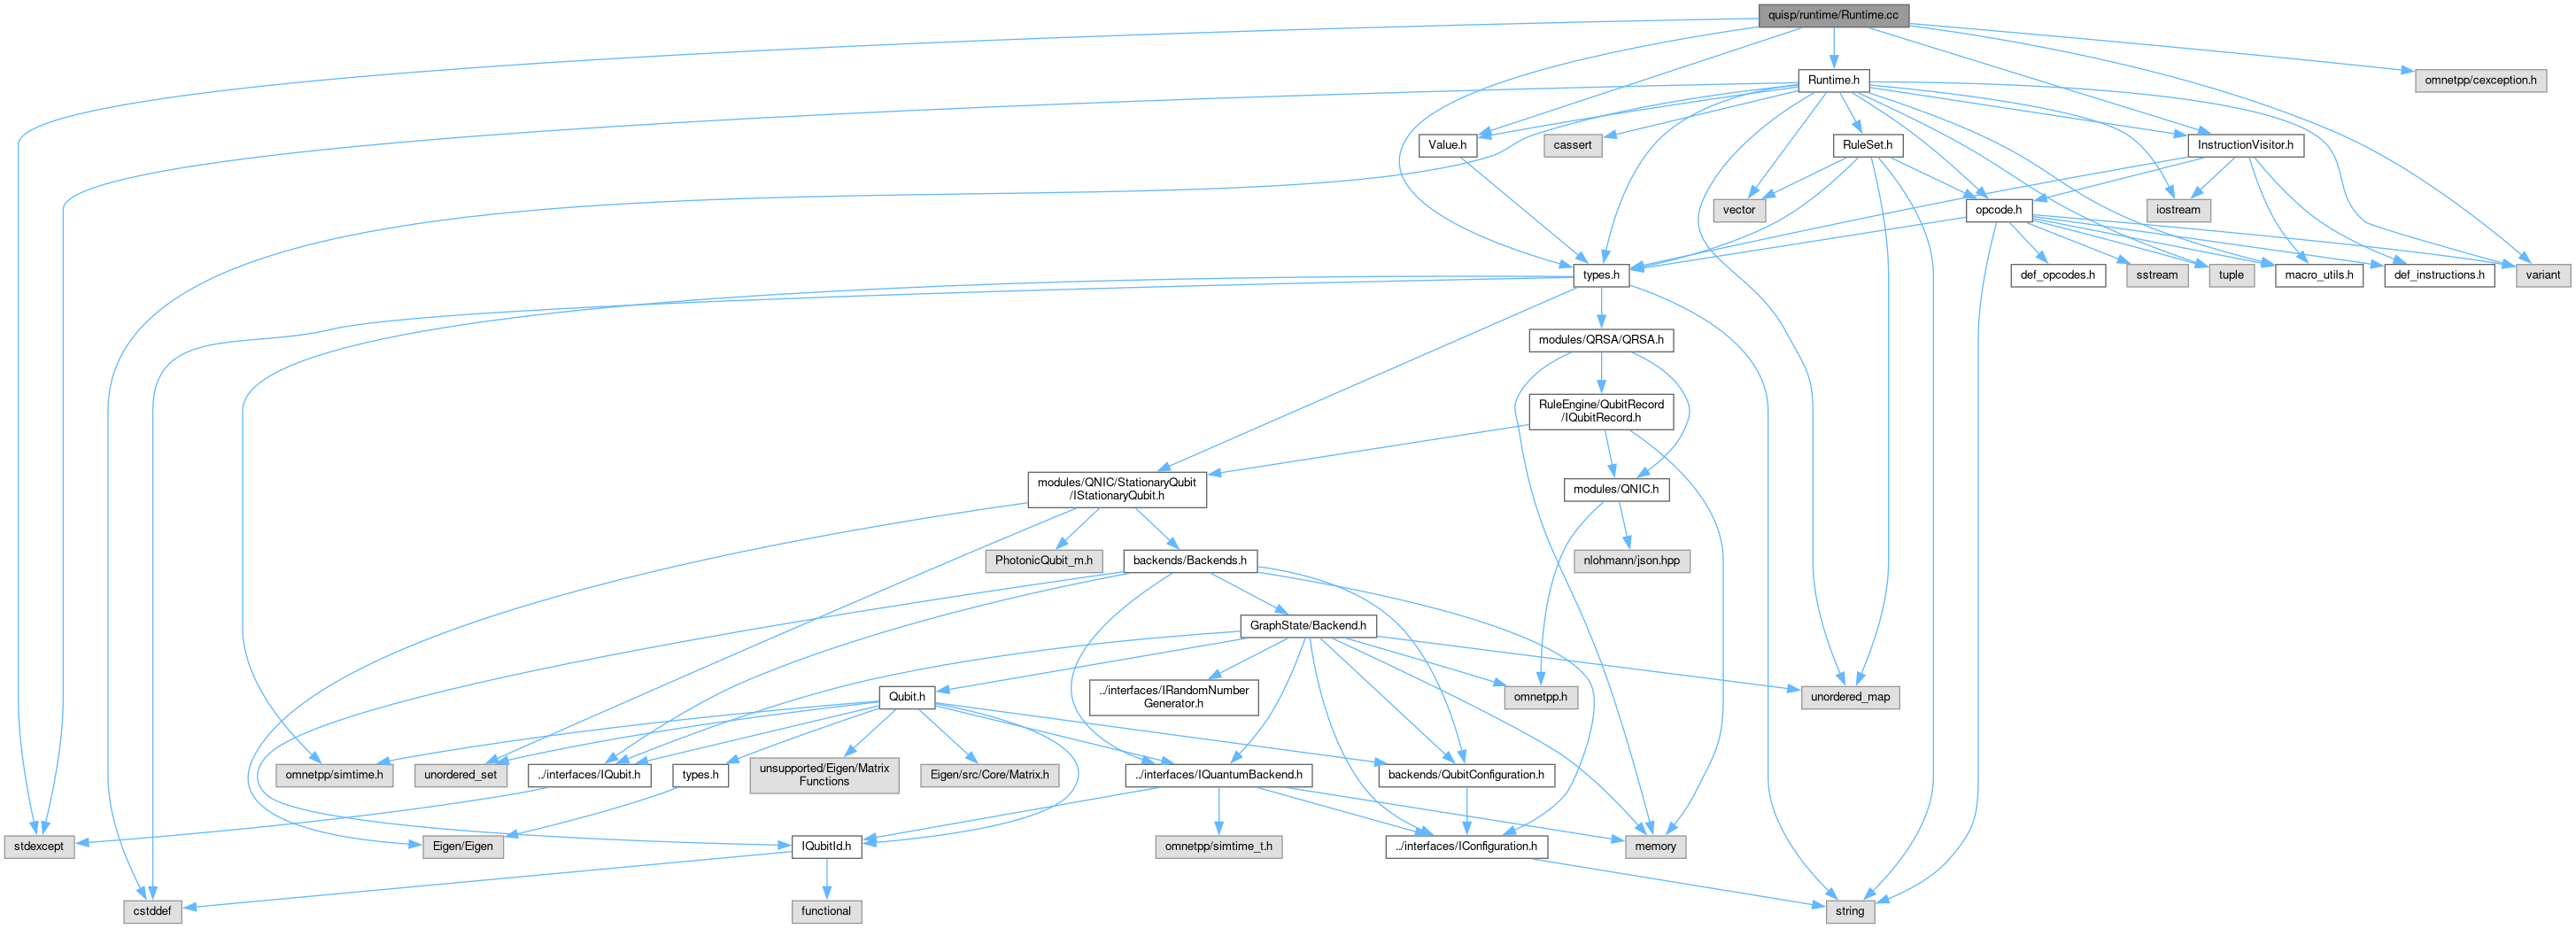 quisp/runtime/Runtime.cc
Runtime.h
omnetpp/cexception.h
Value.h
cassert
RuleSet.h
InstructionVisitor.h
vector
opcode.h
iostream
types.h
def_opcodes.h
sstream
tuple
macro_utils.h
def_instructions.h
variant
modules/QRSA/QRSA.h
RuleEngine/QubitRecord
/IQubitRecord.h
modules/QNIC/StationaryQubit
/IStationaryQubit.h
modules/QNIC.h
PhotonicQubit_m.h
backends/Backends.h
nlohmann/json.hpp
GraphState/Backend.h
Qubit.h
../interfaces/IRandomNumber
Generator.h
omnetpp.h
unordered_map
omnetpp/simtime.h
unordered_set
../interfaces/IQubit.h
types.h
unsupported/Eigen/Matrix
Functions
Eigen/src/Core/Matrix.h
../interfaces/IQuantumBackend.h
backends/QubitConfiguration.h
stdexcept
Eigen/Eigen
IQubitId.h
omnetpp/simtime_t.h
../interfaces/IConfiguration.h
memory
cstddef
functional
string